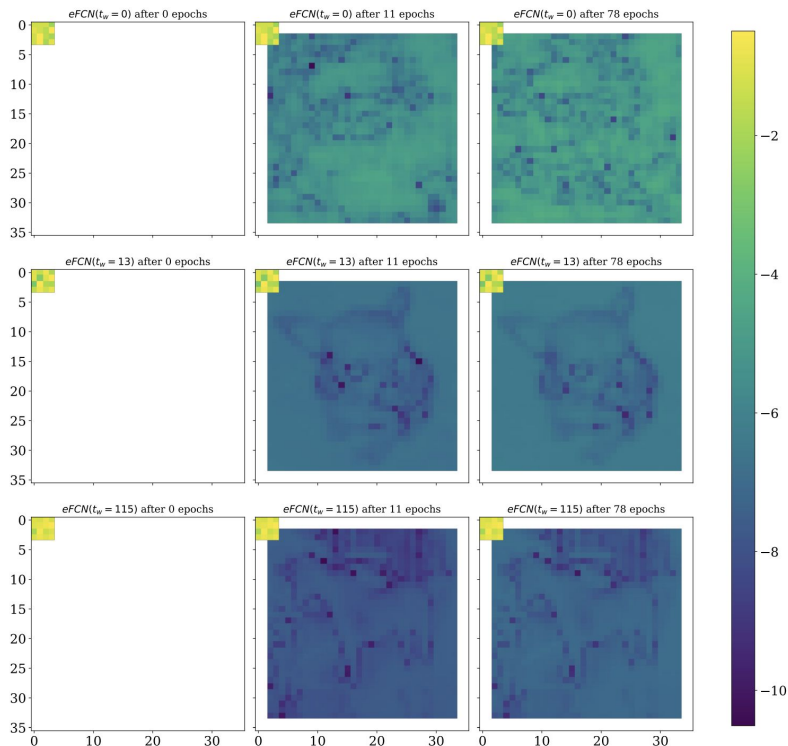 eFCN(t_w = 0) after 0 epochs
eFCN(t_w = 0) after 11 epochs
eFCN(t_w = 0) after 78 epochs
0
5
10
15
20
25
30
35
eFCN(t_w = 13) after 0 epochs
eFCN(t_w = 13) after 11 epochs
eFCN(t_w = 13) after 78 epochs
0
5
10
15
20
25
30
35
eFCN(t_w = 115) after 0 epochs
eFCN(t_w = 115) after 11 epochs
eFCN(t_w = 115) after 78 epochs
0
5
10
15
20
25
30
35
0 10 20 30
0 10 20 30
0 10 20 30
−2
−4
−6
−8
−10